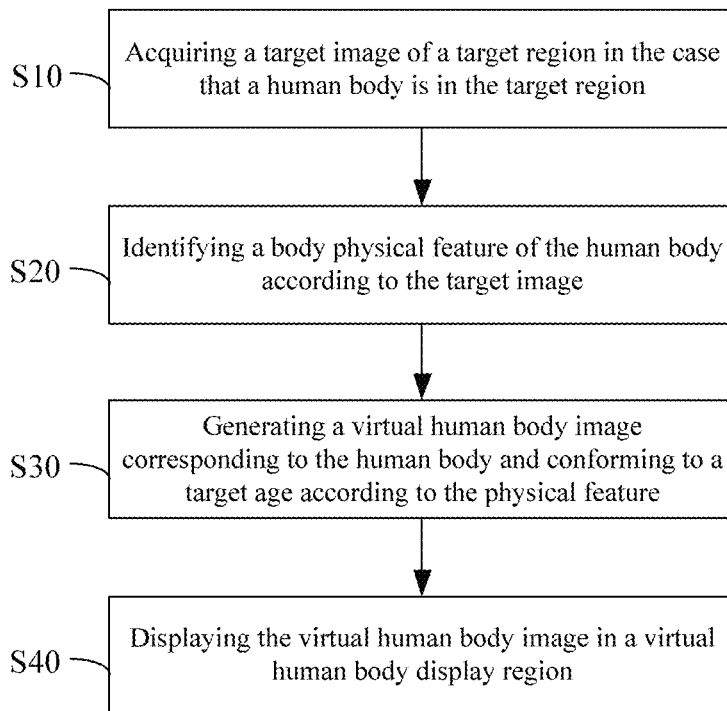 S10
Acquiring a target image of a target region in the case
that a human body is in the target region
S20
Identifying a body physical feature of the human body
according to the target image
S30
Generating a virtual human body image
corresponding to the human body and conforming to a
target age according to the physical feature
S40
Displaying the virtual human body image in a virtual
human body display region